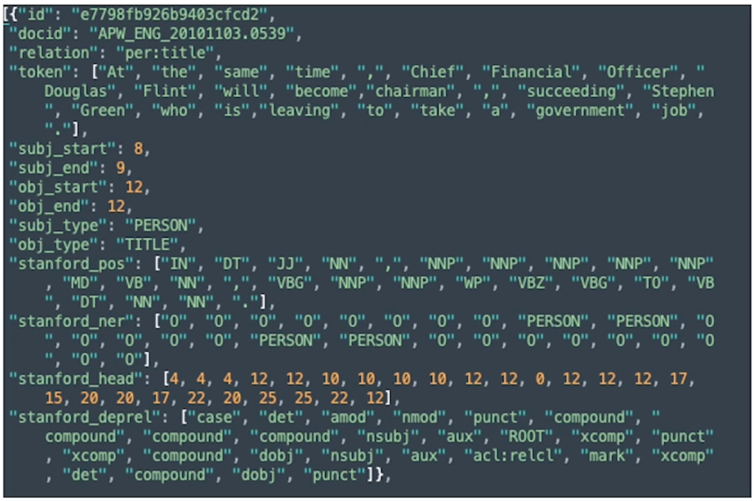 [{"id": "e7798fb926b9403cfcd2",
"docid": "APW_ENG_20101103.0539",
"relation": "per:title",
"token": ["At", "the", "same", "time", ",", "Chief", "Financial", "Officer", "
Douglas", "Flint", "will", "become","chairman", ",", "succeeding", "Stephen
", "Green", "who", "is","leaving", "to", "take", "a", "government", "job",
"."],
"subj_start": 8,
"subj_end": 9,
"obj_start": 12,
"obj_end": 12,
"subj_type": "PERSON",
"obj_type": "TITLE",
"stanford_pos": ["IN", "DT", "JJ", "NN", ",", "NNP", "NNP", "NNP", "NNP", "NNP"
, "MD", "VB", "NN", ",", "VBG", "NNP", "NNP", "WP", "VBZ", "VBG", "TO", "VB
", "DT", "NN", "NN", "."],
"stanford_ner": ["O", "O", "O", "O", "O", "O", "O", "O", "PERSON", "PERSON", "O
", "O", "O", "O", "O", "PERSON", "PERSON", "O", "O", "O", "O", "O", "O", "O
", "O", "O"],
"stanford_head": [4, 4, 4, 12, 12, 10, 10, 10, 10, 12, 12, 0, 12, 12, 12, 17,
15, 20, 20, 17, 22, 20, 25, 25, 22, 12],
"stanford_deprel": ["case", "det", "amod", "nmod", "punct", "compound", "
compound", "compound", "compound", "nsubj", "aux", "ROOT", "xcomp", "punct"
, "xcomp", "compound", "dobj", "nsubj", "aux", "acl:relcl", "mark", "xcomp"
, "det", "compound", "dobj", "punct"]},